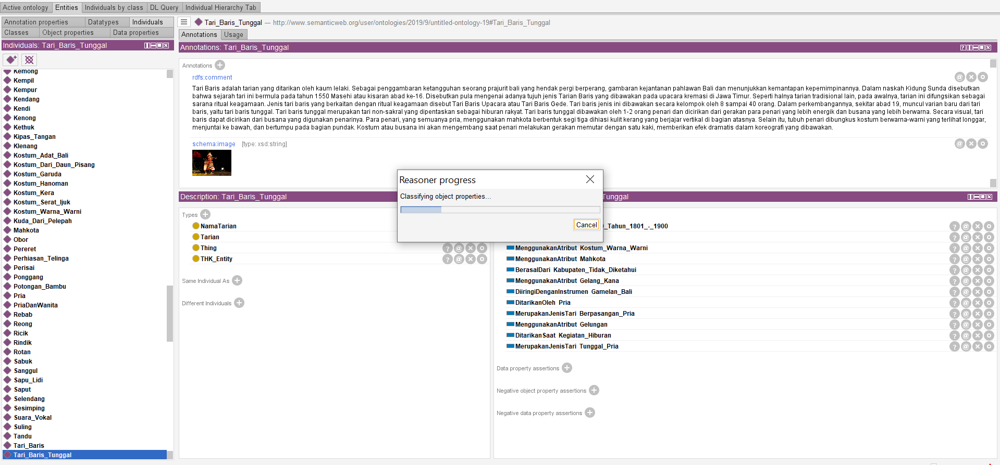 Active ontology Entities Individuals by class DL Query Individual Hierarchy Tab
Annotation properties Datatypes Individuals
Classes Object properties Data properties
Individuals: Tari_Baris_Tunggal
Kemong
Kempil
Kempur
Kendang
Kendi
Kenong
Kethuk
Kipas_Tangan
Klenang
Kostum_Adat_Bali
Kostum_Dari_Daun_Pisang
Kostum_Garuda
Kostum_Hanoman
Kostum_Kera
Kostum_Serat_Ijuk
Kostum_Warna_Warni
Kuda_Dari_Pelepah
Mahkota
Obor
Pereret
Perhiasan_Telinga
Perisai
Ponggang
Potongan_Bambu
Pria
PriaDanWanita
Rebab
Reong
Ricik
Rindik
Rotan
Sabuk
Sanggul
Sapu_Lidi
Saput
Selendang
Sesimping
Suara_Vokal
Suling
Tandu
Tari_Baris
Tari_Baris_Tunggal
Tari_Baris_Tunggal — http://www.semanticweb.org/user/ontologies/2019/9/untitled-ontology-19#Tari_Baris_Tunggal
Annotations Usage
Annotations: Tari_Baris_Tunggal
Annotations
rdfs:comment
Tari Baris adalah tarian yang ditarikan oleh kaum lelaki. Sebagai penggambaran ketangguhan seorang prajurit bali yang hendak pergi berperang, gambaran kejantanan pahlawan Bali dan menunjukkan kemantapan kepemimpinannya. Dalam naskah Kidung Sunda disebutkan
bahwa sejarah tari ini bermula pada tahun 1550 Masehi atau kisaran abad ke-16. Disebutkan pula mengenai adanya tujuh jenis Tarian Baris yang dibawakan pada upacara kremasi di Jawa Timur. Seperti halnya tarian tradisional lain, pada awalnya, tarian ini difungsikan sebagai
sarana ritual keagamaan. Jenis tari baris yang berkaitan dengan ritual keagamaan disebut Tari Baris Upacara atau Tari Baris Gede. Tari baris jenis ini dibawakan secara kelompok oleh 8 sampai 40 orang. Dalam perkembangannya, sekitar abad 19, muncul varian baru dari tari
baris, yaitu tari baris tunggal. Tari baris tunggal merupakan tari non-sakral yang dipentaskan sebagai hiburan rakyat. Tari baris tunggal dibawakan oleh 1-2 orang penari dan dicirikan dari gerakan para penari yang lebih energik dan busana yang lebih berwarna. Secara visual, tari
baris dapat dicirikan dari busana yang digunakan penarinya. Para penari, yang semuanya pria, menggunakan mahkota berbentuk segi tiga dihiasi kulit kerang yang berjajar vertikal di bagian atasnya. Selain itu, tubuh penari dibungkus kostum berwarna-warni yang terlihat longgar,
menjuntai ke bawah, dan bertumpu pada bagian pundak. Kostum atau busana ini akan mengembang saat penari melakukan gerakan memutar dengan satu kaki, memberikan efek dramatis dalam koreografi yang dibawakan.
schema:image [type: xsd:string]
Reasoner progress
Classifying object properties...
Cancel
Description: Tari_Baris_Tunggal
Types
NamaTarian
Tarian
Thing
THK_Entity
Same Individual As
Different Individuals
Tunggal
_Tahun_1801_-_1900
MenggunakanAtribut Kostum_Warna_Warni
MenggunakanAtribut Mahkota
BerasalDari Kabupaten_Tidak_Diketahui
MenggunakanAtribut Gelang_Kana
DiiringiDenganInstrumen Gamelan_Bali
DitarikanOleh Pria
MerupakanJenisTari Berpasangan_Pria
MenggunakanAtribut Gelungan
DitarikanSaat Kegiatan_Hiburan
MerupakanJenisTari Tunggal_Pria
Data property assertions
Negative object property assertions
Negative data property assertions